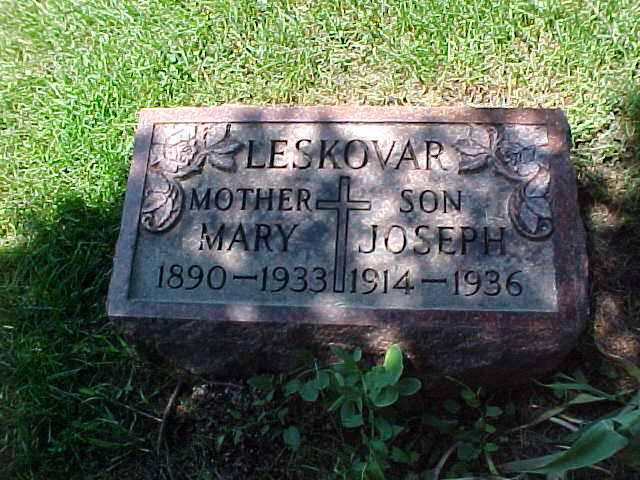 LESKOVAR
MOTHER SON
MARY JOSEPH
1890-1933 1914-1936